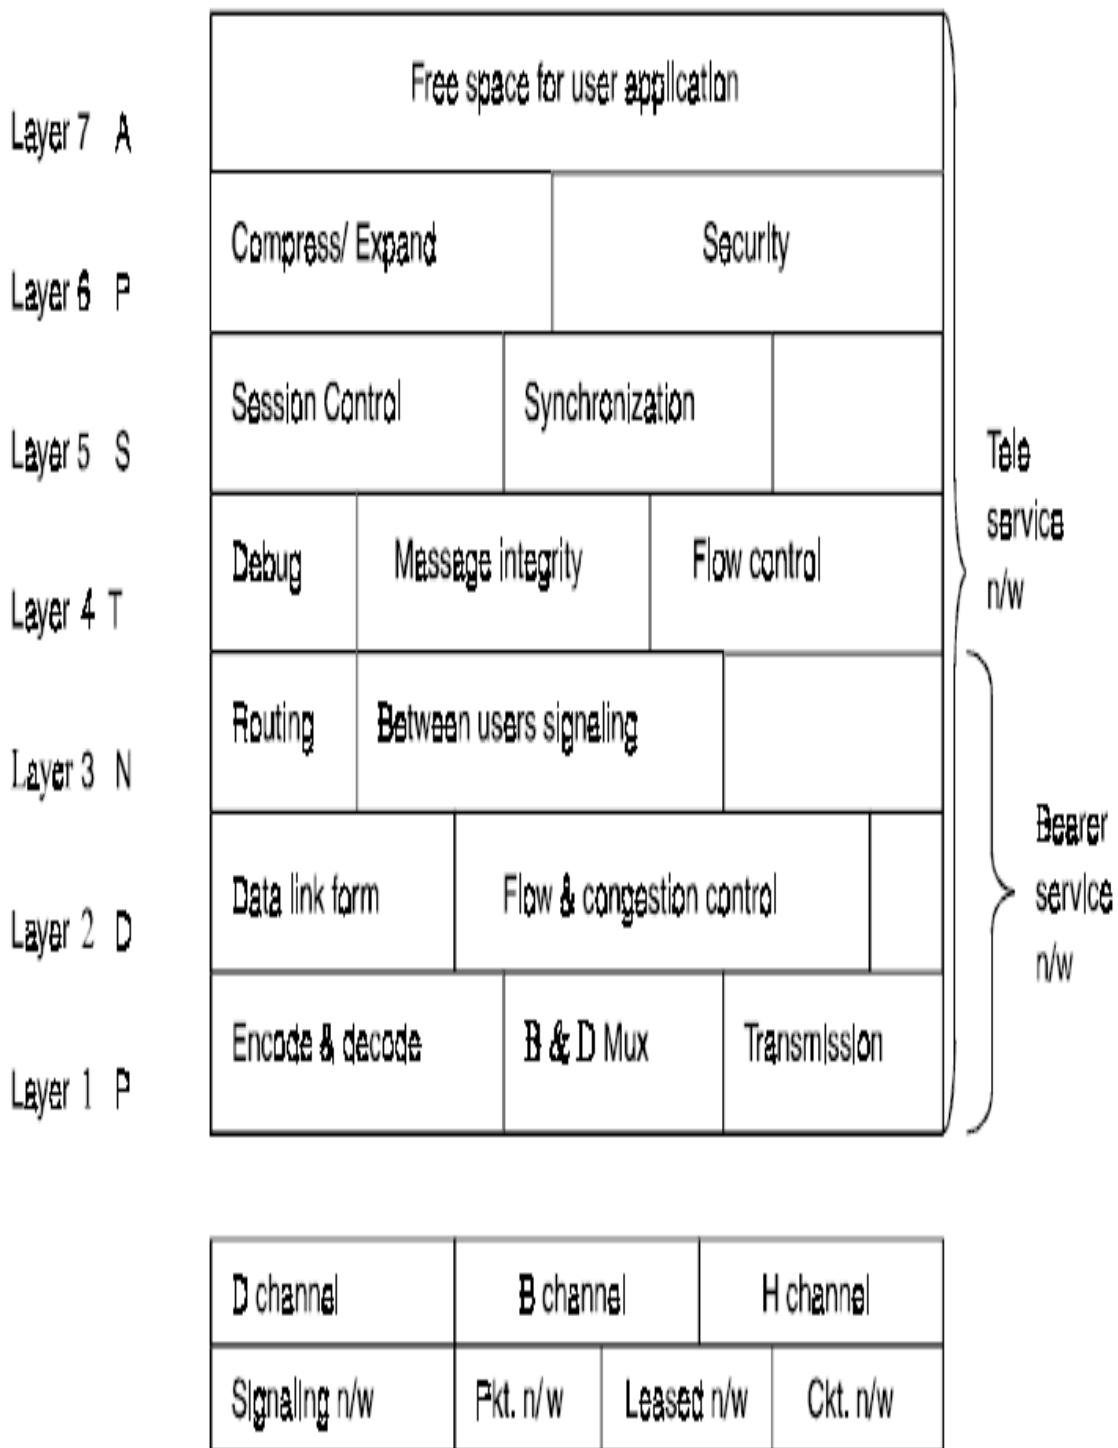 Free space for user application
Layer 7 A
Compress/ Expand
Security
Layer 6 P
Session Control
Synchronization
Layer 5 S
Tele
service
n/w
Debug
Message integrity
Flow control
Layer 4 T
Routing
Between users signaling
Layer 3 N
Bearer
service
n/w
Data link form
Flow & congestion control
Layer 2 D
Encode & decode
B & D Mux
Transmission
Layer 1 P
D channel
B channel
H channel
Signaling n/w
Pkt. n/w
Leased n/w
Ckt. n/w